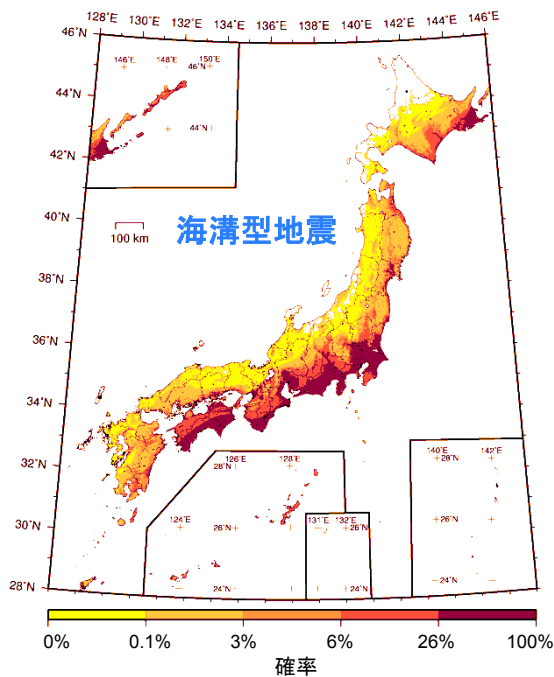 128°E 130°E 132°E 134°E 136°E 138°E 140°E 142°E 144°E 146°E
46°N
146°E 148°E 150°E
46°N
44°N
44°N
42°N
40°N
海溝型地震
100 km
38°N
36°N
34°N
32°N
126°E 128°E
28°N
140°E 142°E
28°N
30°N
124°E
26°N
131°E 132°E
26°N
26°N
28°N
24°N
24°N
24°N
0% 0.1% 3% 6% 26% 100%
確率